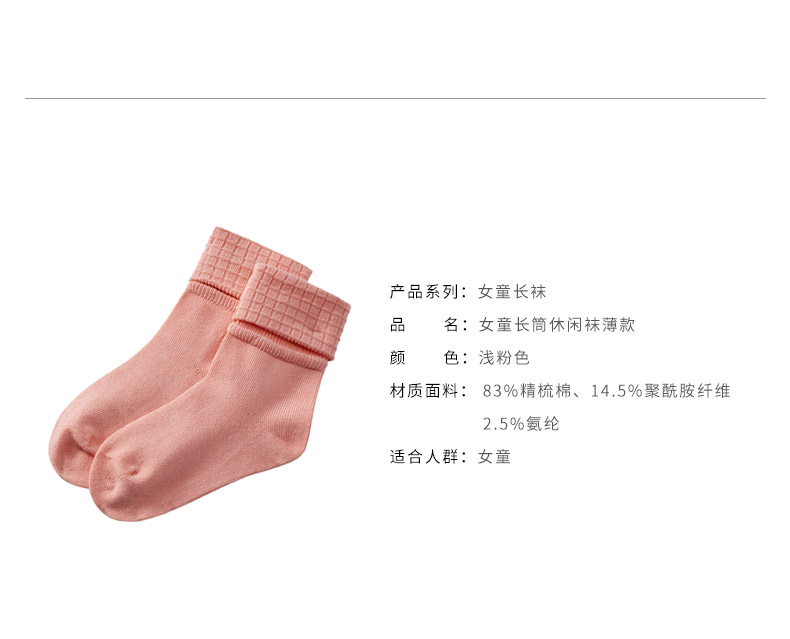 产品系列：女童长袜
品 名：女童长筒休闲袜薄款
颜 色：浅粉色
材质面料： 83%精梳棉、14.5%聚酰胺纤维
2.5%氨纶
适合人群：女童